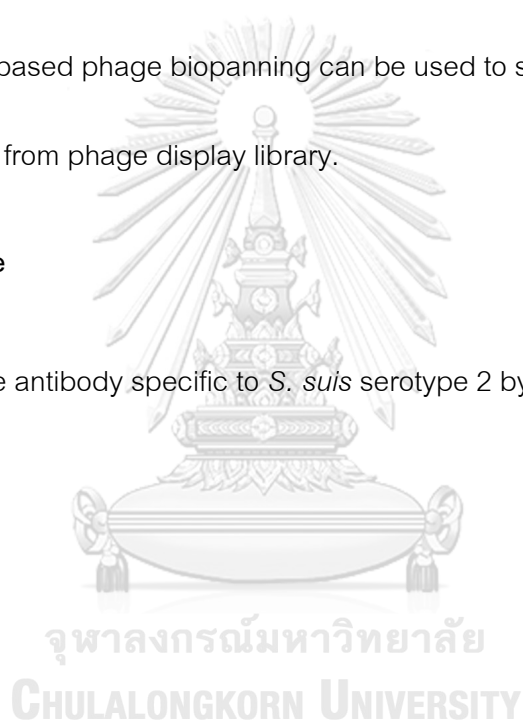 based phage biopanning can be used to s
from phage display library.
e
e antibody specific to S. suis serotype 2 by
จุฬาลงกรณ์มหาวิทยาลัย
CHULALONGKORN UNIVERSITY